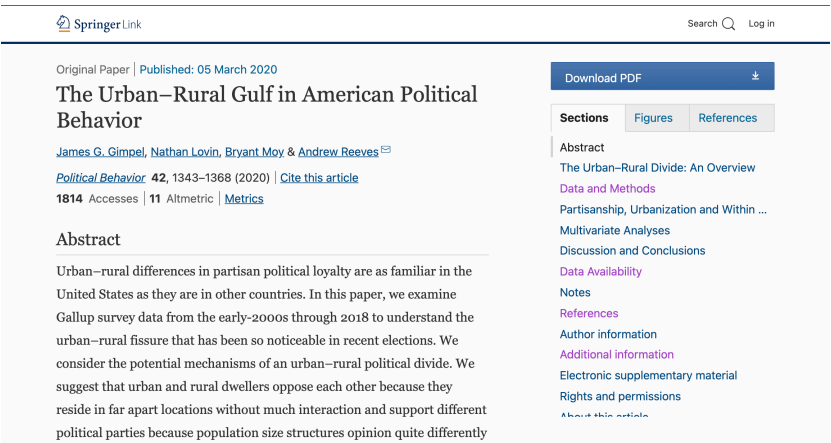 Springer Link
Search Log in
Original Paper | Published: 05 March 2020
The Urban–Rural Gulf in American Political
Behavior
James G. Gimpel, Nathan Lovin, Bryant Moy & Andrew Reeves
Political Behavior 42, 1343–1368 (2020) | Cite this article
1814 Accesses | 11 Altmetric | Metrics
Abstract
Urban–rural differences in partisan political loyalty are as familiar in the
United States as they are in other countries. In this paper, we examine
Gallup survey data from the early-2000s through 2018 to understand the
urban–rural fissure that has been so noticeable in recent elections. We
consider the potential mechanisms of an urban–rural political divide. We
suggest that urban and rural dwellers oppose each other because they
reside in far apart locations without much interaction and support different
political parties because population size structures opinion quite differently
Download PDF
Sections Figures References
Abstract
The Urban–Rural Divide: An Overview
Data and Methods
Partisanship, Urbanization and Within ...
Multivariate Analyses
Discussion and Conclusions
Data Availability
Notes
References
Author information
Additional information
Electronic supplementary material
Rights and permissions
About this article